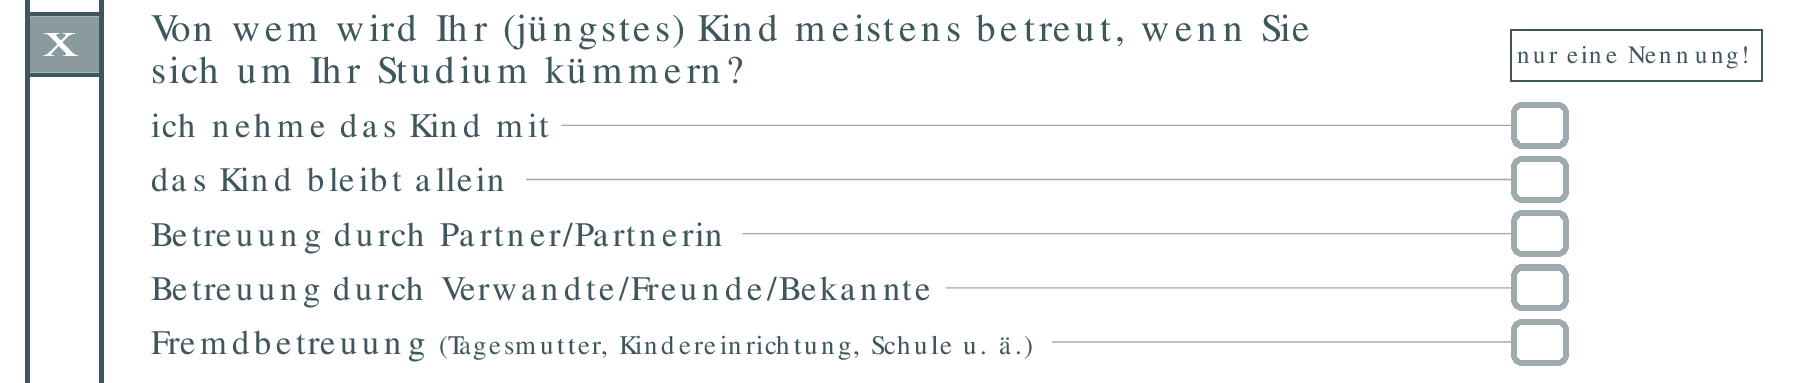 x
Von wem wird Ihr (jüngstes) Kind meistens betreut, wenn Sie
sich um Ihr Studium kümmern?
nur eine Nennung!
ich nehme das Kind mit
das Kind bleibt allein
Betreuung durch Partner/Partnerin
Betreuung durch Verwandte/Freunde/Bekannte
Fremdbetreuung (Tagesmutter, Kindereinrichtung, Schule u. ä.)